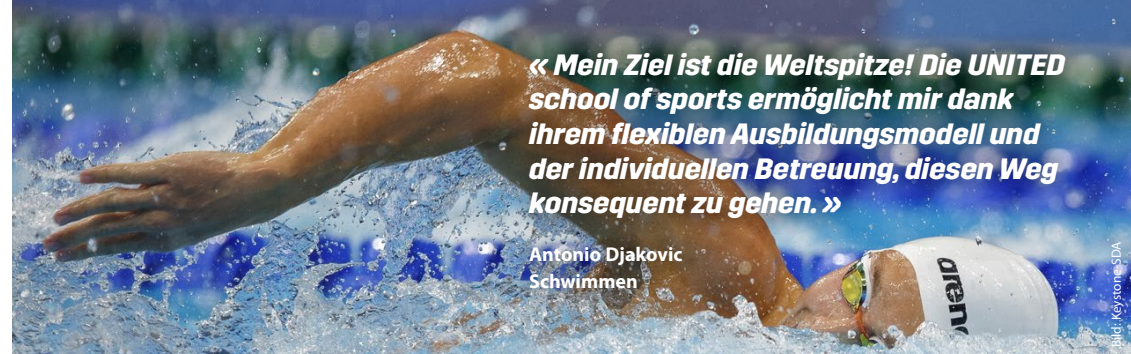 « Mein Ziel ist die Weltspitze! Die UNITED
school of sports ermöglicht mir dank
ihrem flexiblen Ausbildungsmodell und
der individuellen Betreuung, diesen Weg
konsequent zu gehen. »
Antonio Djakovic
Schwimmen
arena
Bild: Keystone-SDA